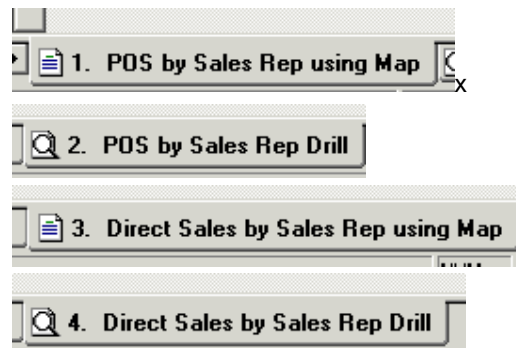 1. POS by Sales Rep using Map
x
2. POS by Sales Rep Drill
3. Direct Sales by Sales Rep using Map
4. Direct Sales by Sales Rep Drill